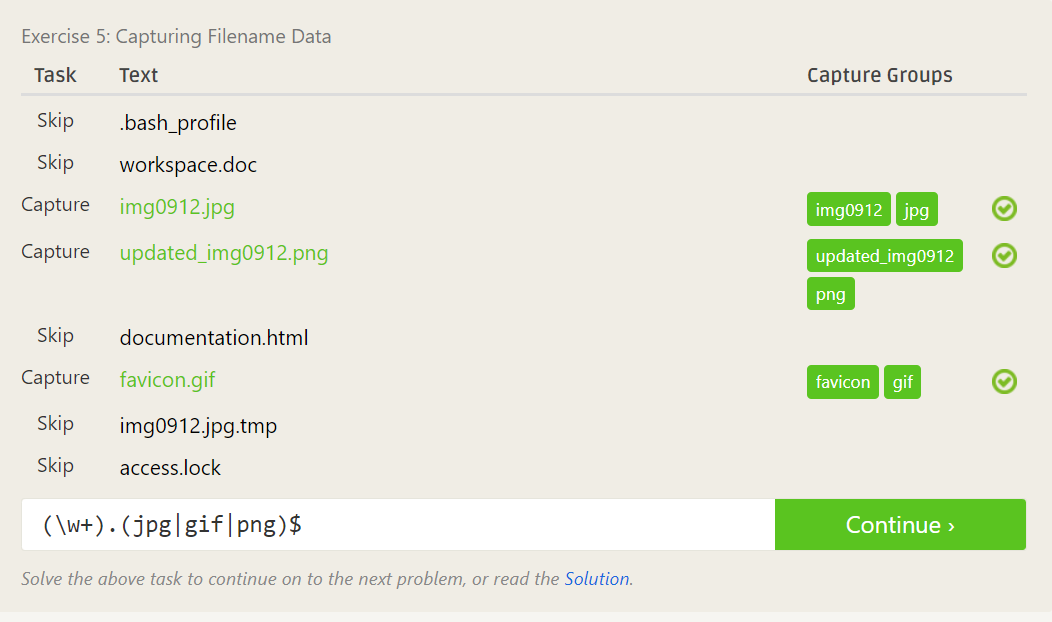 Exercise 5: Capturing Filename Data
Task Text Capture Groups
Skip .bash_profile
Skip workspace.doc
Capture img0912.jpg img0912 jpg
Capture updated_img0912.png updated_img0912
png
Skip documentation.html
Capture favicon.gif favicon gif
Skip img0912.jpg.tmp
Skip access.lock
(\w+).(jpg|gif|png)$ Continue ›
Solve the above task to continue on to the next problem, or read the Solution.